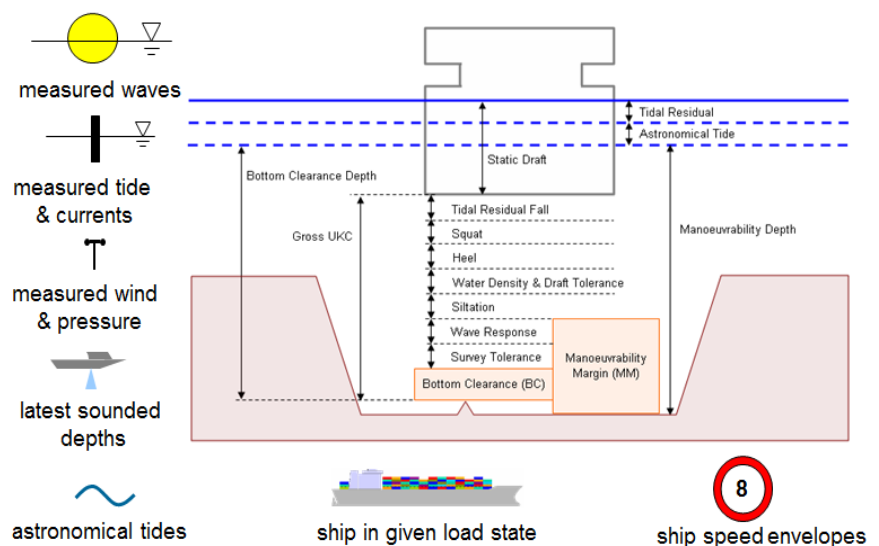 measured waves
measured tide
& currents
measured wind
& pressure
latest sounded
depths
astronomical tides
Tidal Residual
Astronomical Tide
Static Draft
Bottom Clearance Depth
Tidal Residual Fall
Gross UKC
Squat
Manoeuvrability Depth
Heel
Water Density & Draft Tolerance
Siltation
Wave Response
Survey Tolerance
Manoeuvrability
Margin (MM)
Bottom Clearance (BC)
ship in given load state
8
ship speed envelopes